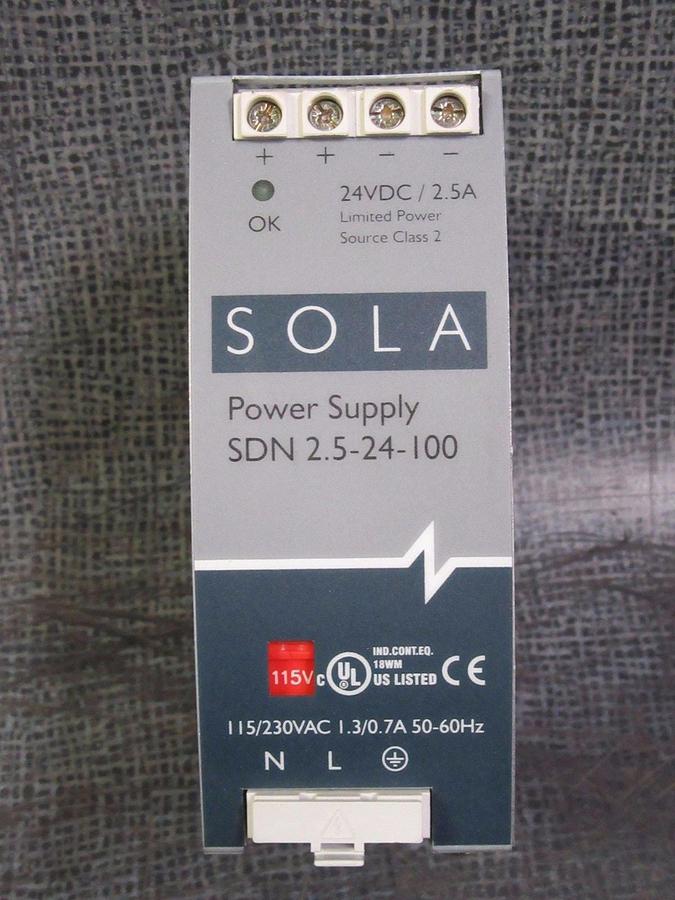 + + − −
OK
24VDC / 2.5A
Limited Power
Source Class 2
SOLA
Power Supply
SDN 2.5-24-100
115V
C UL US LISTED
IND.CONT.EQ.
18WM
CE
115/230VAC 1.3/0.7A 50-60Hz
N L